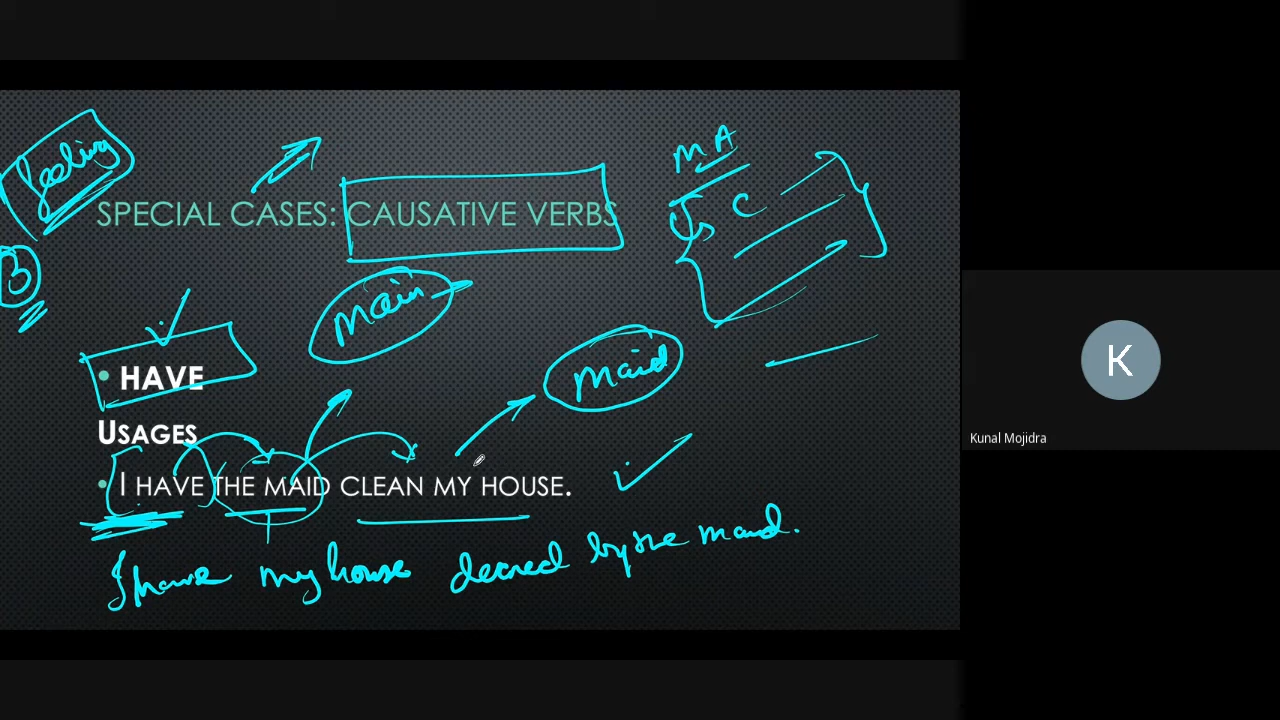 feeling
M A
SPECIAL CASES: CAUSATIVE VERBS
C
3
Main
Maid
• HAVE
USAGES
• I HAVE THE MAID CLEAN MY HOUSE.
I have my house cleaned by the maid.
K
Kunal Mojidra